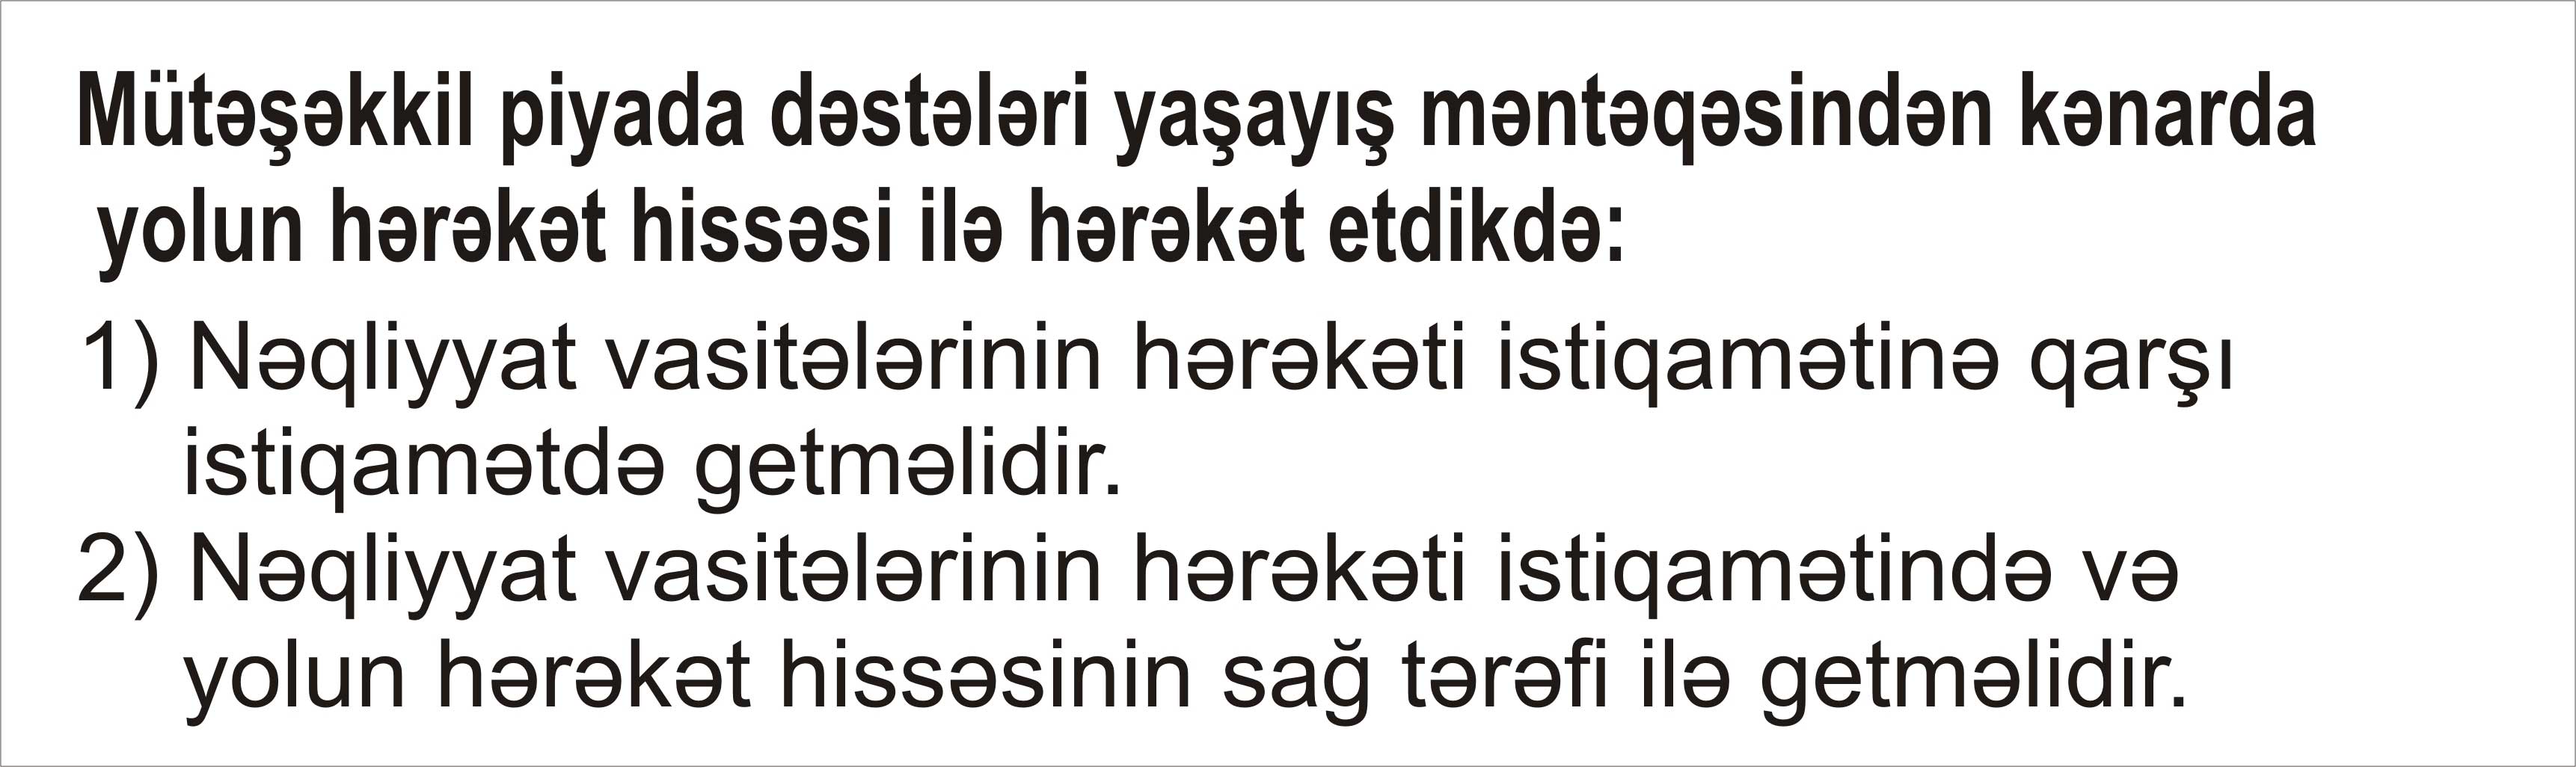 Mütəşəkkil piyada dəstələri yaşayış məntəqəsindən kənarda
yolun hərəkət hissəsi ilə hərəkət etdikdə:
1) Nəqliyyat vasitələrinin hərəkəti istiqamətinə qarşı
istiqamətdə getməlidir.
2) Nəqliyyat vasitələrinin hərəkəti istiqamətində və
yolun hərəkət hissəsinin sağ tərəfi ilə getməlidir.